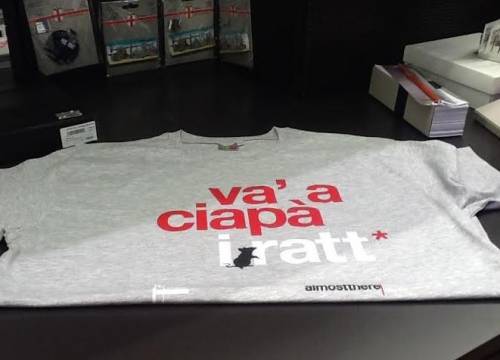 va' a
ciapà
i ratt*
almostthere